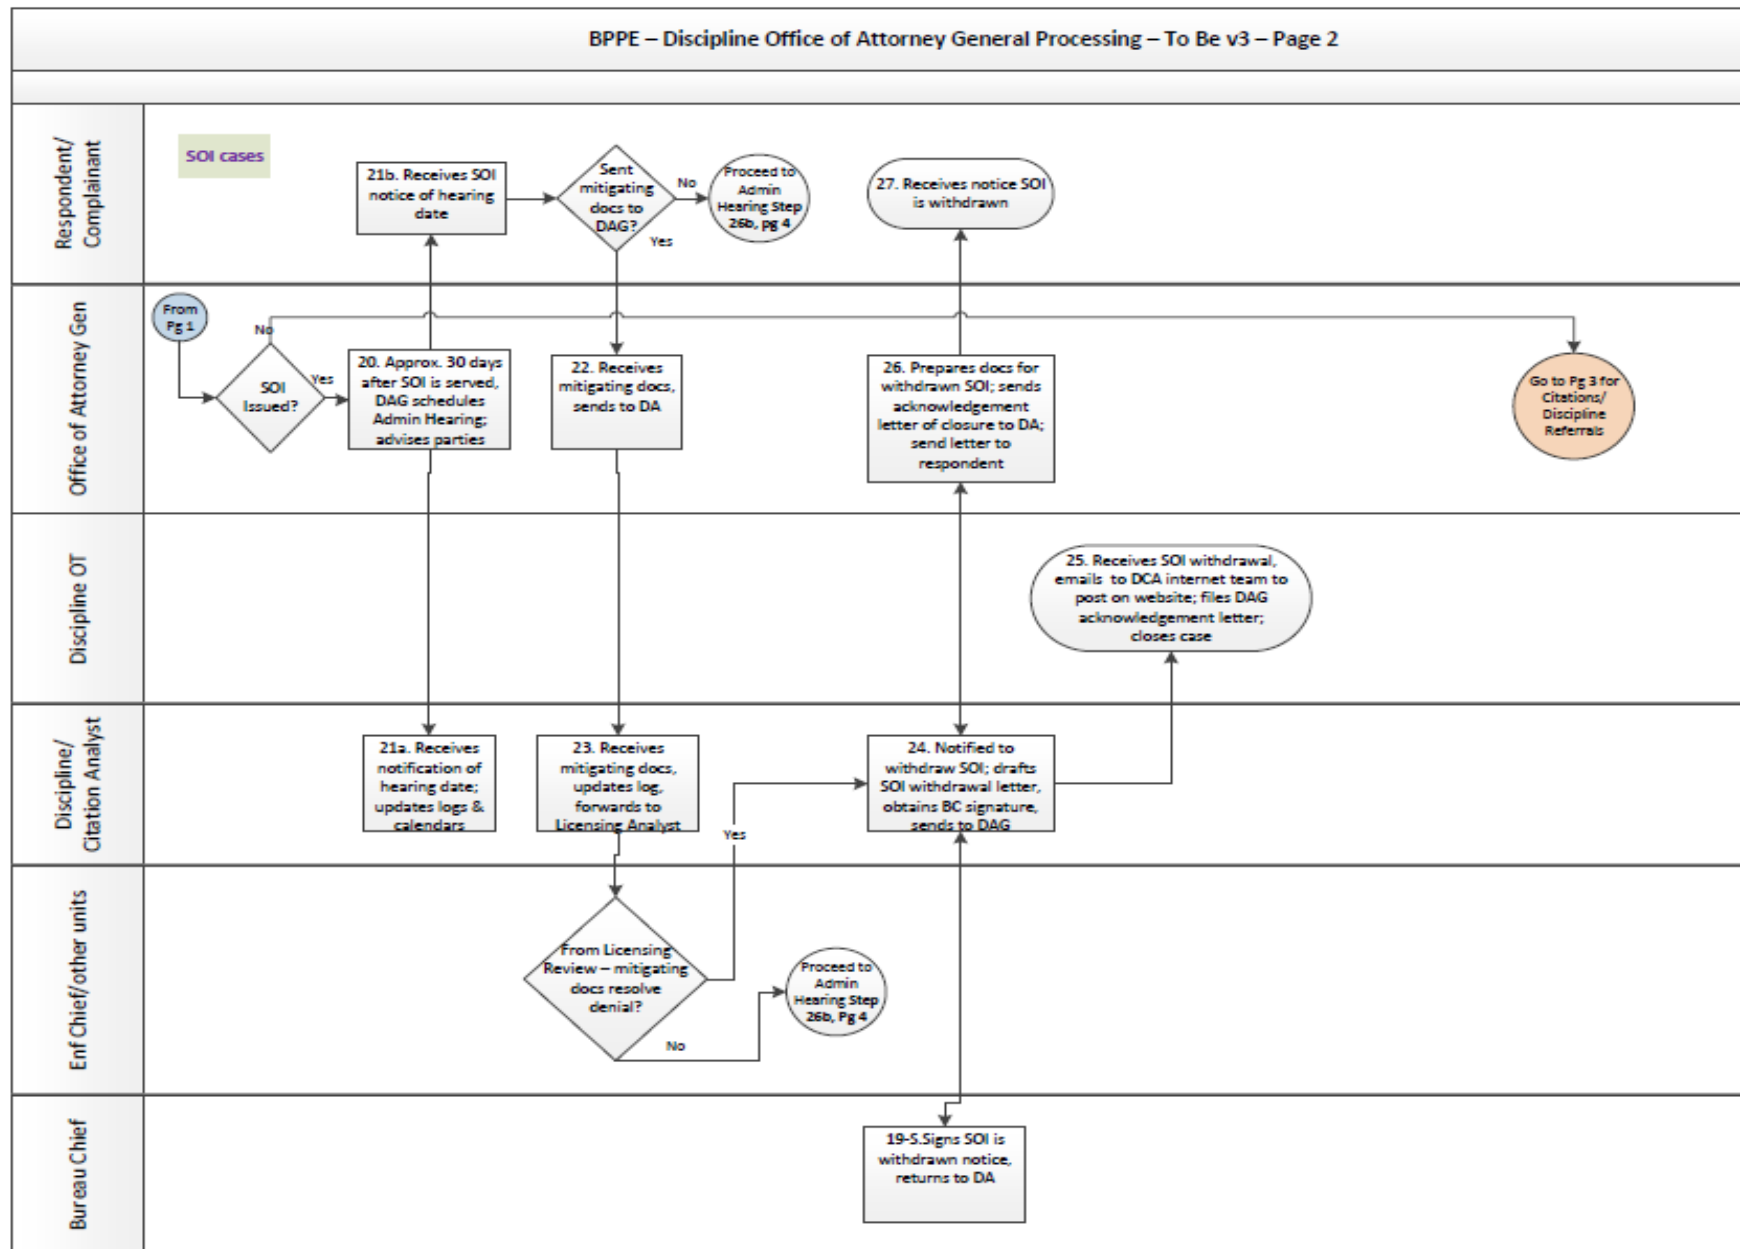 BPPE – Discipline Office of Attorney General Processing – To Be v3 – Page 2
Respondent/
Complainant
SOI cases
21b. Receives SOI
notice of hearing
date
Sent
mitigating
docs to
DAG?
No
Yes
Proceed to
Admin
Hearing Step
26b, pg 4
27. Receives notice SOI
is withdrawn
Office of Attorney Gen
From
Pg 1
No
SOI
Issued?
Yes
20. Approx. 30 days
after SOI is served,
DAG schedules
Admin Hearing;
advises parties
22. Receives
mitigating docs,
sends to DA
26. Prepares docs for
withdrawn SOI; sends
acknowledgement
letter of closure to DA;
send letter to
respondent
Go to Pg 3 for
Citations/
Discipline
Referrals
Discipline OT
25. Receives SOI withdrawal,
emails to DCA internet team to
post on website; files DAG
acknowledgement letter;
closes case
Discipline/
Citation Analyst
21a. Receives
notification of
hearing date;
updates logs &
calendars
23. Receives
mitigating docs,
updates log,
forwards to
Licensing Analyst
Yes
24. Notified to
withdraw SOI; drafts
SOI withdrawal letter,
obtains BC signature,
sends to DAG
Enf Chief/other units
From Licensing
Review – mitigating
docs resolve
denial?
No
Proceed to
Admin
Hearing Step
26b, Pg 4
Bureau Chief
19-S.Signs SOI is
withdrawn notice,
returns to DA